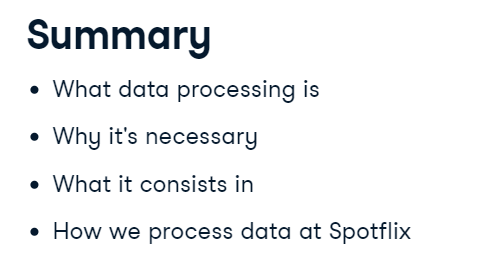 Summary
• What data processing is
• Why it's necessary
• What it consists in
• How we process data at Spotflix